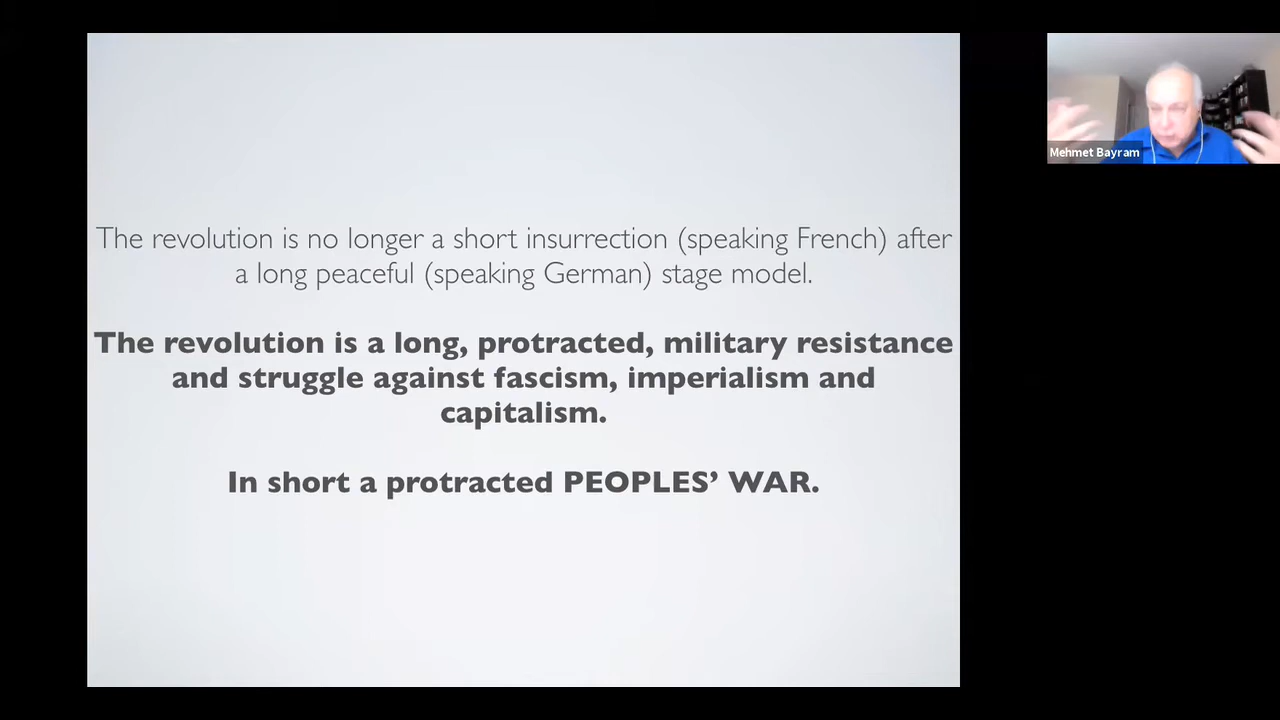 The revolution is no longer a short insurrection (speaking French) after
a long peaceful (speaking German) stage model.
The revolution is a long, protracted, military resistance
and struggle against fascism, imperialism and
capitalism.
In short a protracted PEOPLES’ WAR.
Mehmet Bayram